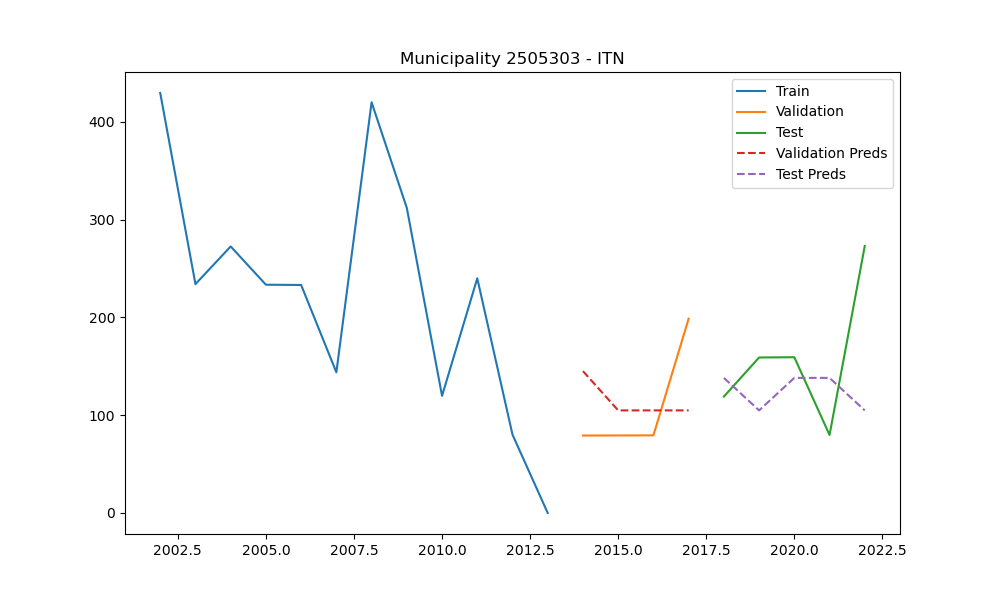 Municipality 2505303 - ITN
Train
Validation
Test
Validation Preds
Test Preds
400
300
200
100
0
2002.5 2005.0 2007.5 2010.0 2012.5 2015.0 2017.5 2020.0 2022.5